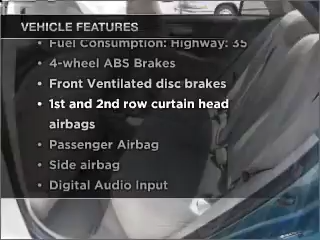 VEHICLE FEATURES
• Fuel Consumption: Highway: 35
• 4-wheel ABS Brakes
• Front Ventilated disc brakes
• 1st and 2nd row curtain head
airbags
• Passenger Airbag
• Side airbag
• Digital Audio Input